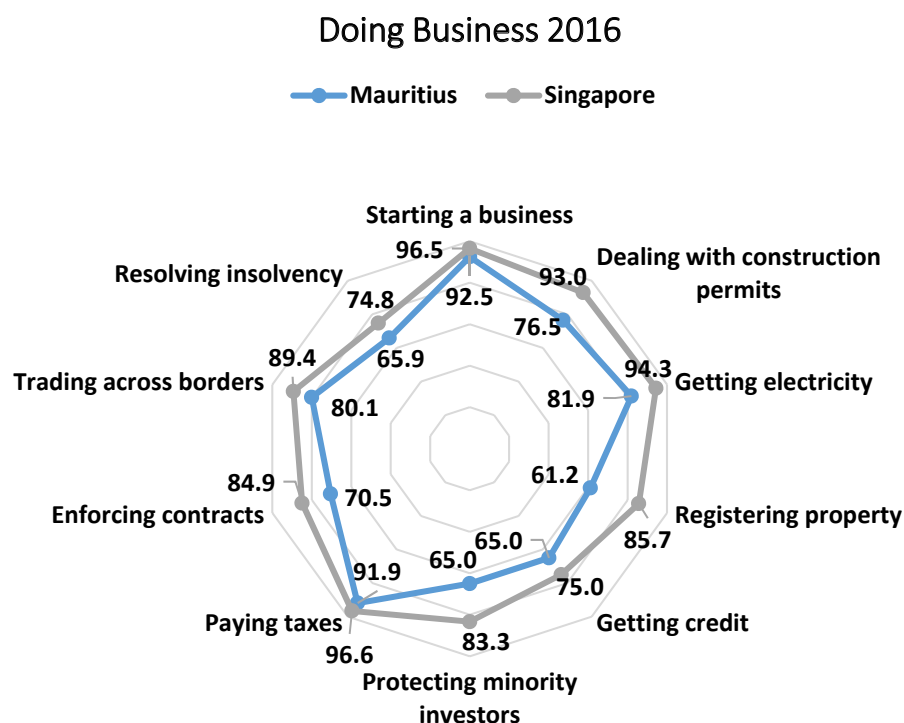 Doing Business 2016
Mauritius Singapore
Starting a business
96.5
92.5
Dealing with construction
permits
93.0
76.5
Getting electricity
94.3
81.9
Registering property
61.2
85.7
Getting credit
65.0
75.0
Protecting minority
investors
65.0
83.3
Paying taxes
91.9
96.6
Enforcing contracts
84.9
70.5
Trading across borders
89.4
80.1
Resolving insolvency
74.8
65.9